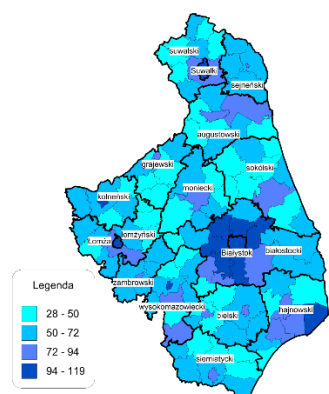 suwalski
Suwałki
sejneński
augustowski
grajewski
sokólski
moniecki
kolneński
Łomża
łomżyński
Białystok
białostocki
zambrowski
wysokomazowiecki
bielski
hajnowski
siemiatycki
Legenda
28 - 50
50 - 72
72 - 94
94 - 119